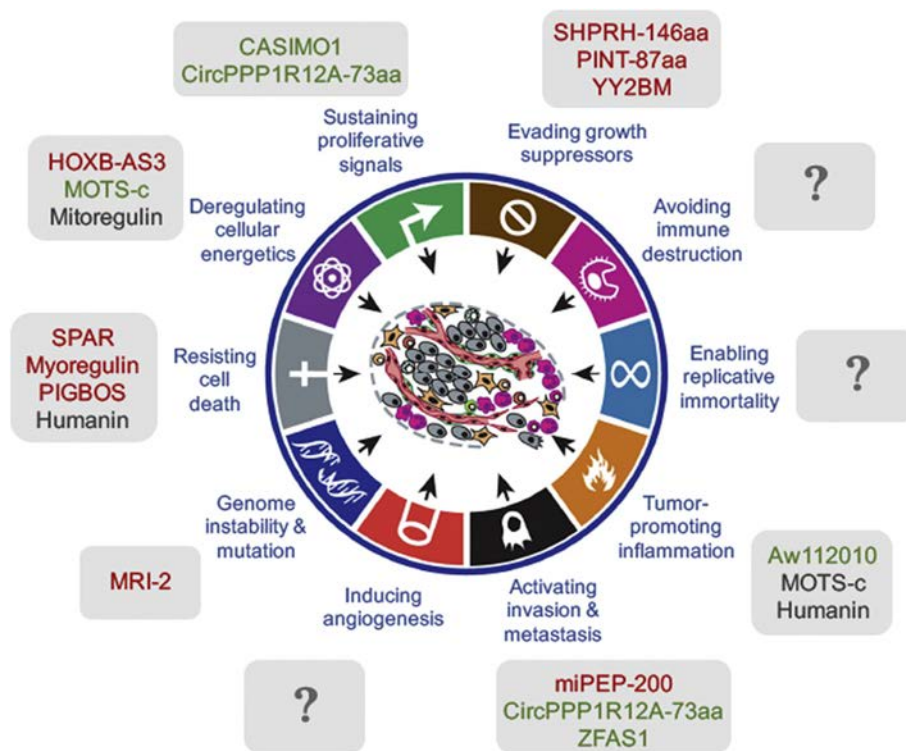 CASIMO1
CircPPP1R12A-73aa
SHPRH-146aa
PINT-87aa
YY2BM
Sustaining
proliferative
signals
Evading growth
suppressors
HOXB-AS3
MOTS-c
Mitoregulin
Deregulating
cellular
energetics
Avoiding
immune
destruction
?
SPAR
Myoregulin
PIGBOS
Humanin
Resisting
cell
death
Enabling
replicative
immortality
?
Genome
instability &
mutation
Tumor-
promoting
inflammation
MRI-2
Inducing
angiogenesis
Activating
invasion &
metastasis
Aw112010
MOTS-c
Humanin
?
miPEP-200
CircPPP1R12A-73aa
ZFAS1